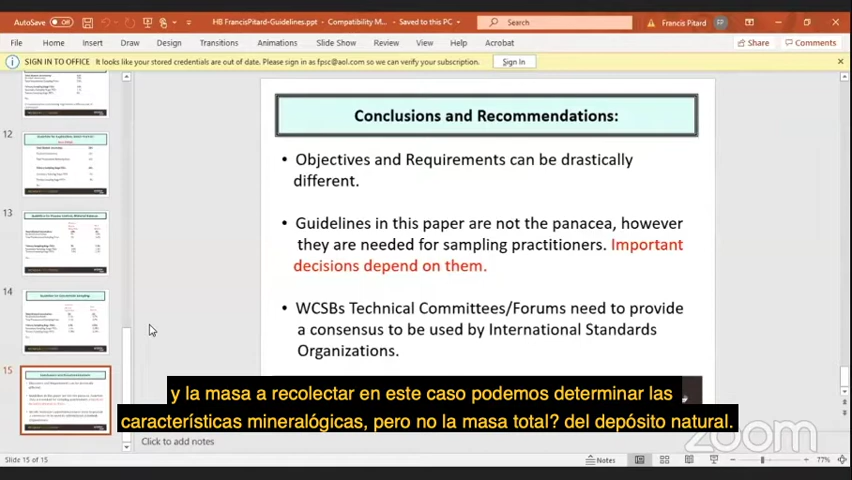 AutoSave Off
HB FrancisPitard-Guidelines.ppt - Compatibility M... - Saved to this PC
Search
Francis Pitard FP
File Home Insert Draw Design Transitions Animations Slide Show Review View Help Acrobat
Share Comments
SIGN IN TO OFFICE It looks like your stored credentials are out of date. Please sign in as fpsc@aol.com so we can verify your subscription. Sign In
12
13
14
15
Conclusions and Recommendations:
• Objectives and Requirements can be drastically
different.
• Guidelines in this paper are not the panacea, however
they are needed for sampling practitioners. Important
decisions depend on them.
• WCSBs Technical Committees/Forums need to provide
a consensus to be used by International Standards
Organizations.
y la masa a recolectar en este caso podemos determinar las
características mineralógicas, pero no la masa total? del depósito natural.
Click to add notes
zoom
Slide 15 of 15
Notes
77%